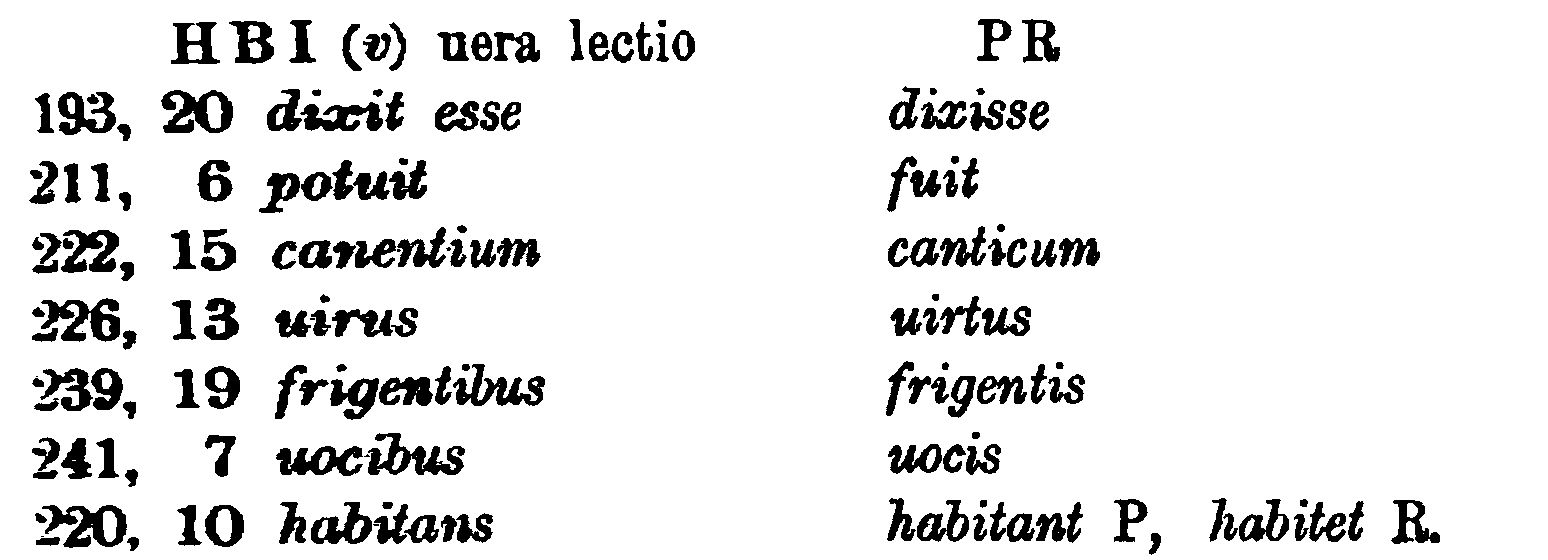 H B I (v) uera lectio PR
193, 20 dixit esse dixisse
211, 6 potuit fuit
222, 15 canentium canticum
226, 13 uirus uirtus
239, 19 frigentibus frigentis
241, 7 uocibus uocis
220, 10 habitans habitant P, habitet R.